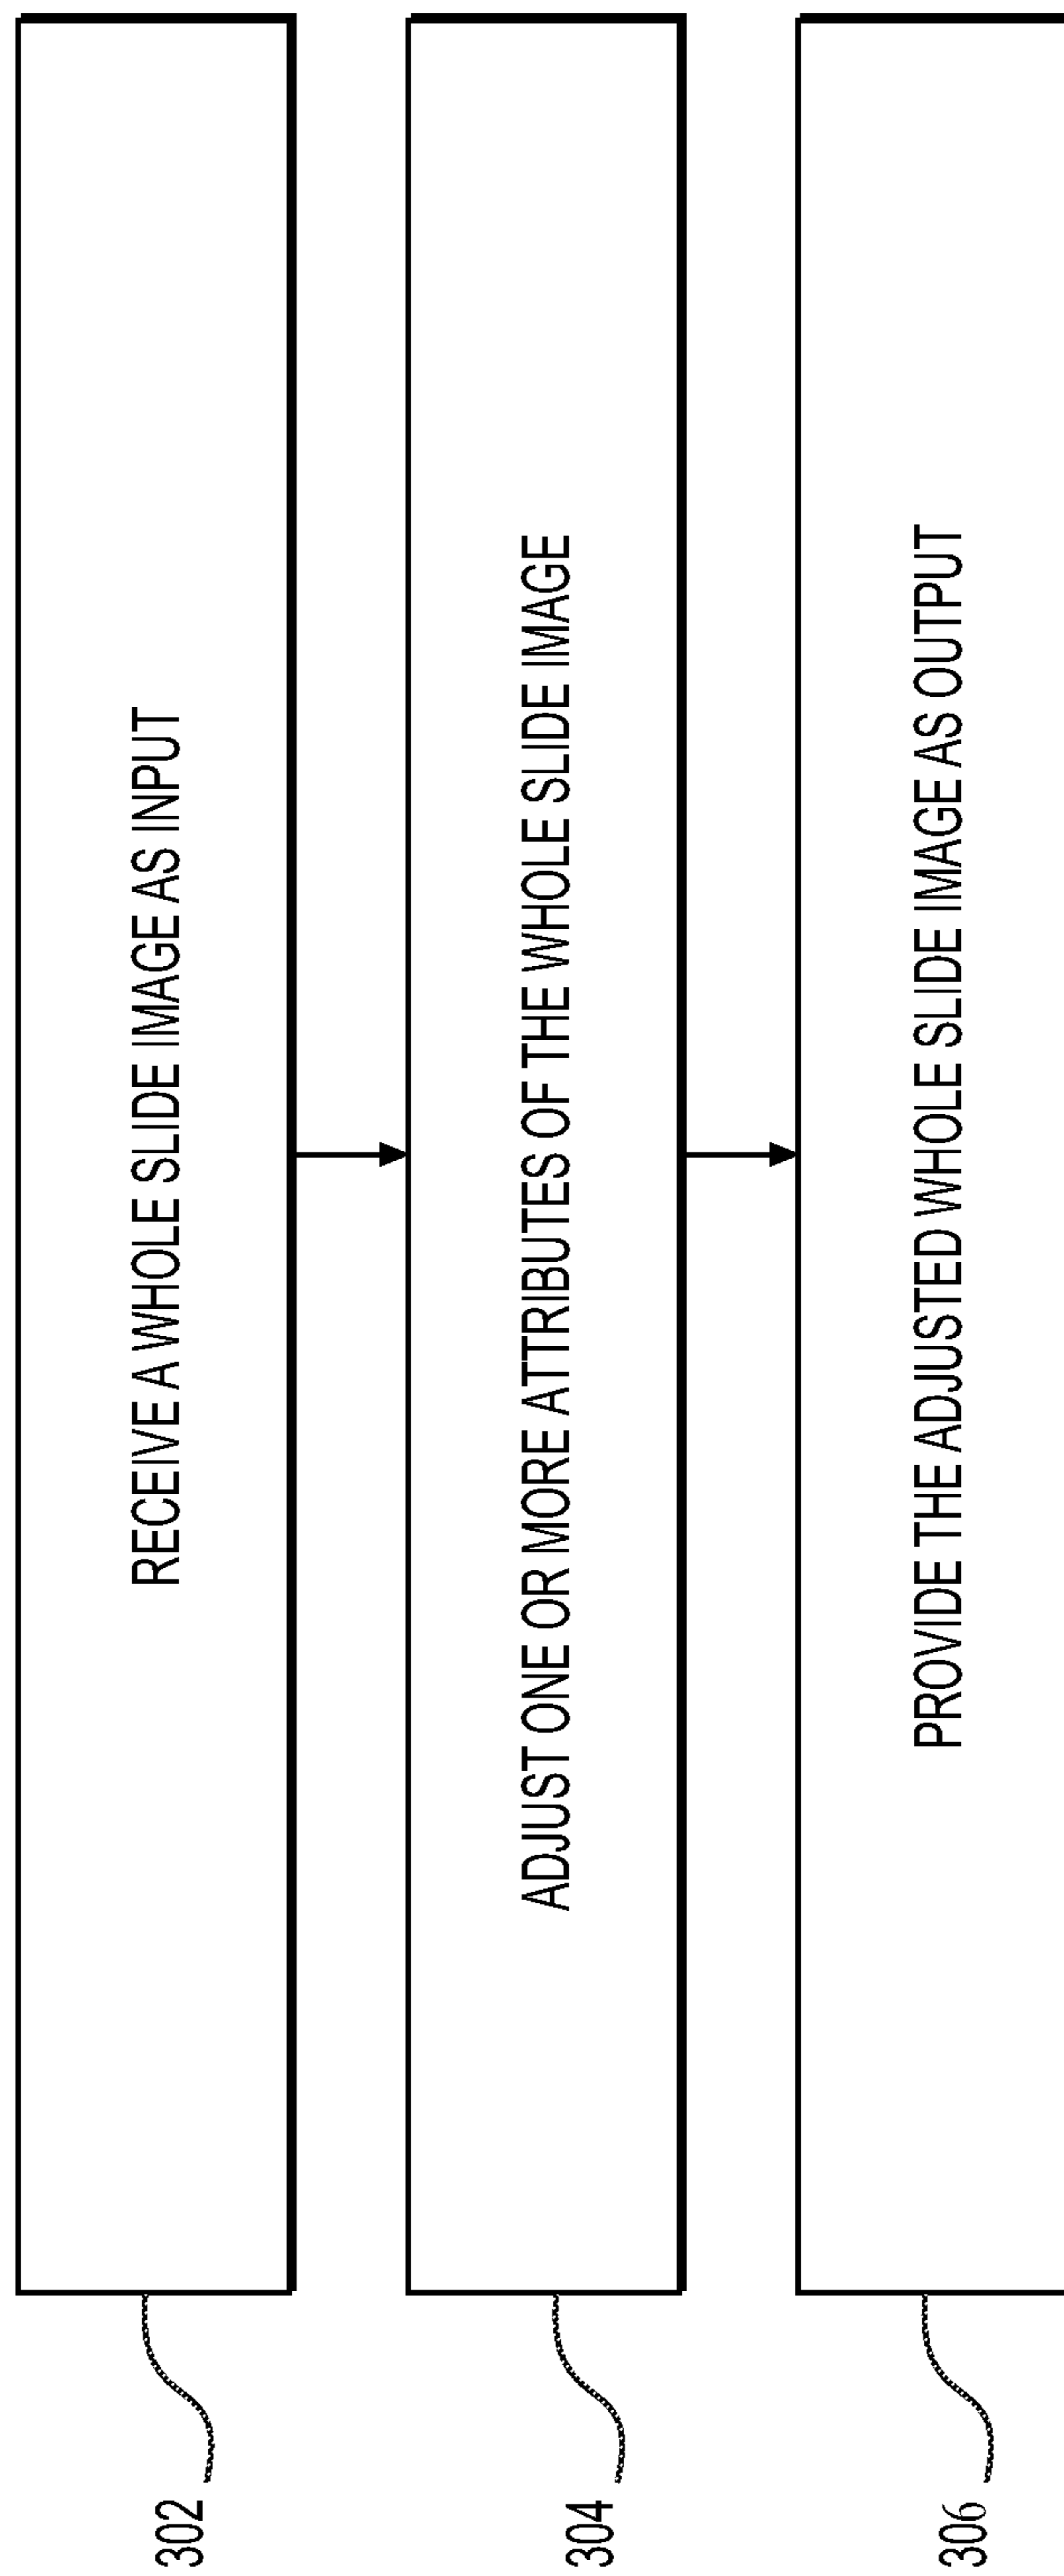 302
RECEIVE A WHOLE SLIDE IMAGE AS INPUT
304
ADJUST ONE OR MORE ATTRIBUTES OF THE WHOLE SLIDE IMAGE
306
PROVIDE THE ADJUSTED WHOLE SLIDE IMAGE AS OUTPUT